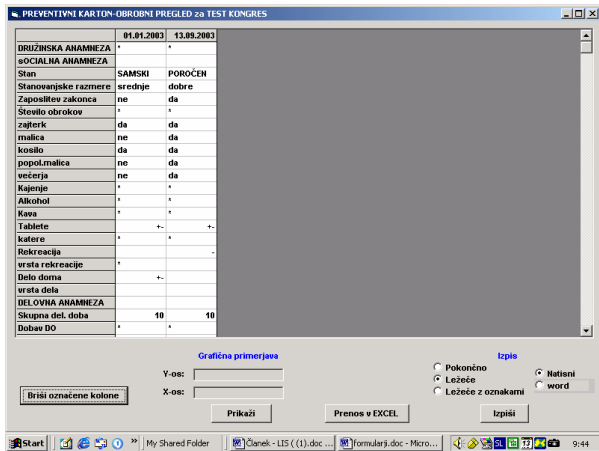 PREVENTIVNI KARTON-OBROBNI PREGLED za TEST KONGRES
01.01.2003 13.09.2003
DRUŽINSKA ANAMNEZA * *
sOCIALNA ANAMNEZA
Stan SAMSKI POROČEN
Stanovanjske razmere srednje dobre
Zaposlitev zakonca ne da
Število obrokov * *
zajterk da da
malica ne da
kosilo da da
popol.malica ne da
večerja ne da
Kajenje * *
Alkohol * *
Kava * *
Tablete +- +-
katere * *
Rekreacija -
vrsta rekreacije *
Delo doma +-
vrsta dela
DELOVNA ANAMNEZA
Skupna del. doba 10 10
Dobav DO * *
Grafična primerjava
Izpis
Y-os:
X-os:
Pokončno
Ležeče
Ležeče z oznakami
Natisni
word
Briši označene kolone
Prikaži
Prenos v EXCEL
Izpiši
Start
»
My Shared Folder
Članek - LIS ( (1).doc ...
formularji.doc - Micro...
SL
9:44